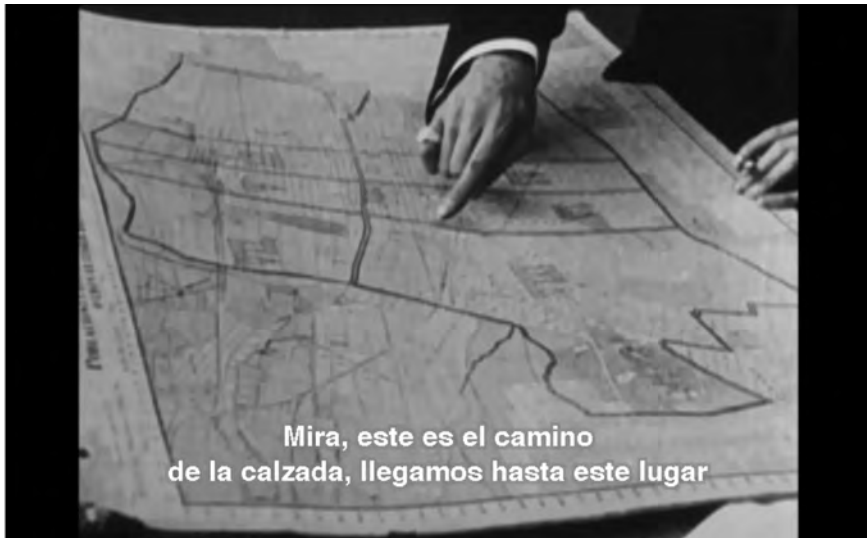 Mira, este es el camino
de la calzada, llegamos hasta este lugar